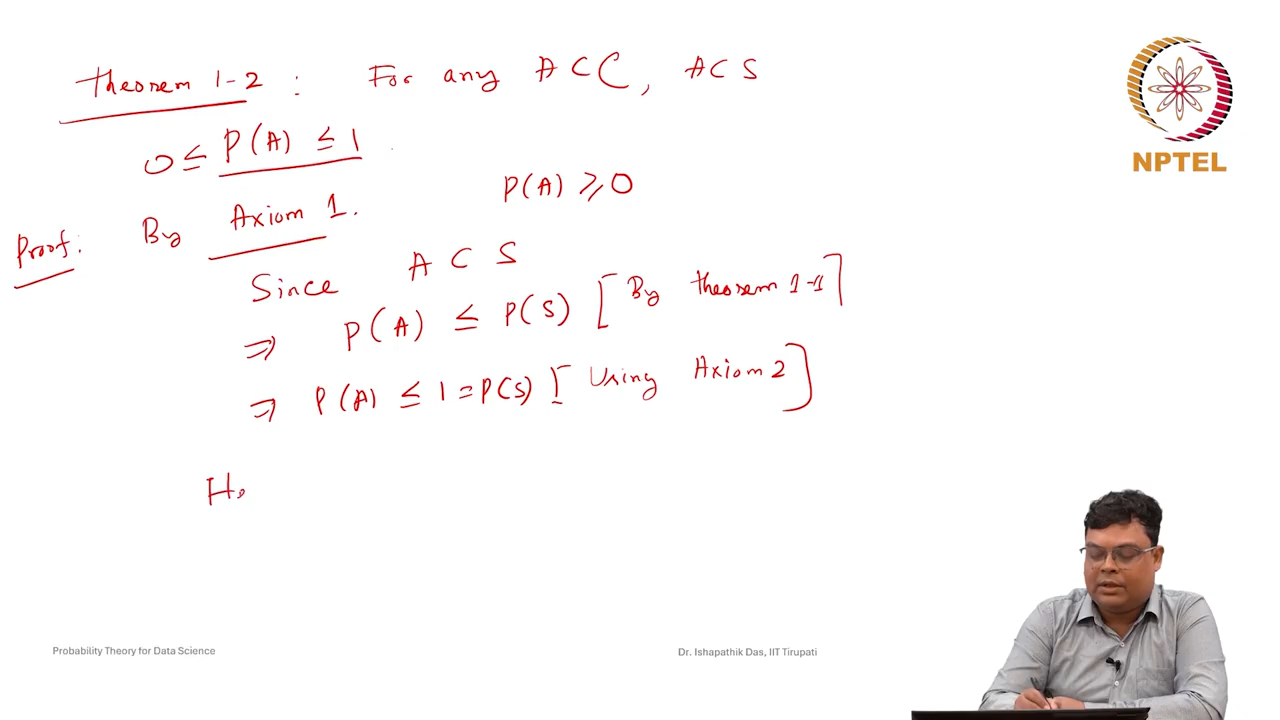 Theorem 1-2 : For any A ⊂ C, A ⊂ S
0 ≤ P(A) ≤ 1
NPTEL
Proof: By Axiom 1. P(A) ≥ 0
Since A ⊂ S
⇒ P(A) ≤ P(S) [By theorem 1-1]
⇒ P(A) ≤ 1 = P(S) [Using Axiom 2]
H
Probability Theory for Data Science
Dr. Ishapathik Das, IIT Tirupati